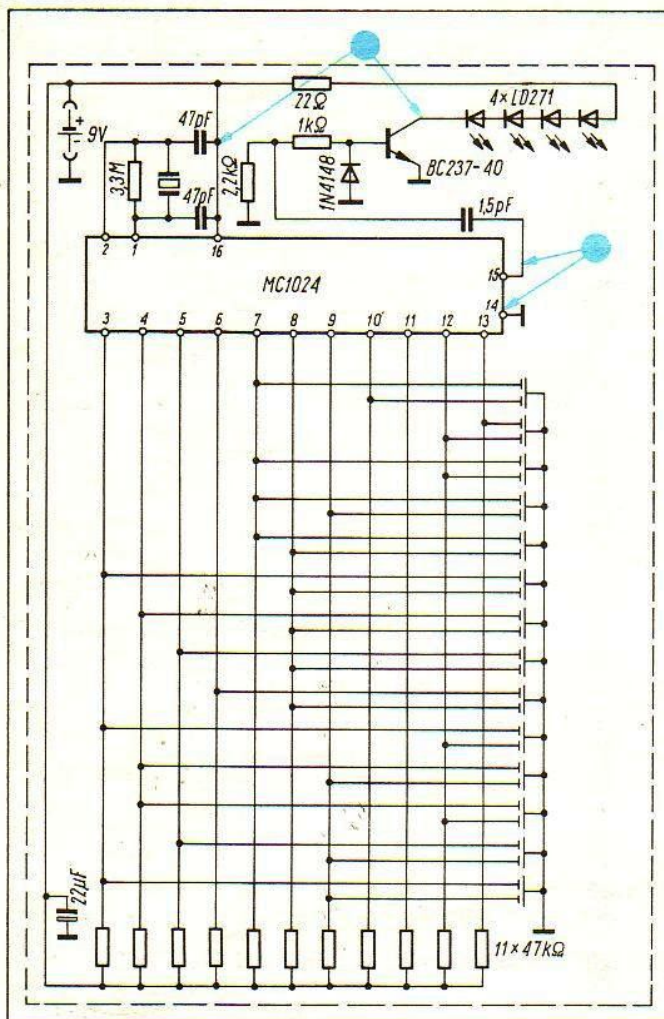 4×LD271
22Ω
47pF
+
9V
-
1kΩ
3,3M
2,2kΩ
1N4148
BC237-40
47pF
1,5pF
2 1 16
15
MC1024
14
3 4 5 6 7 8 9 10 11 12 13
22µF
11×47kΩ